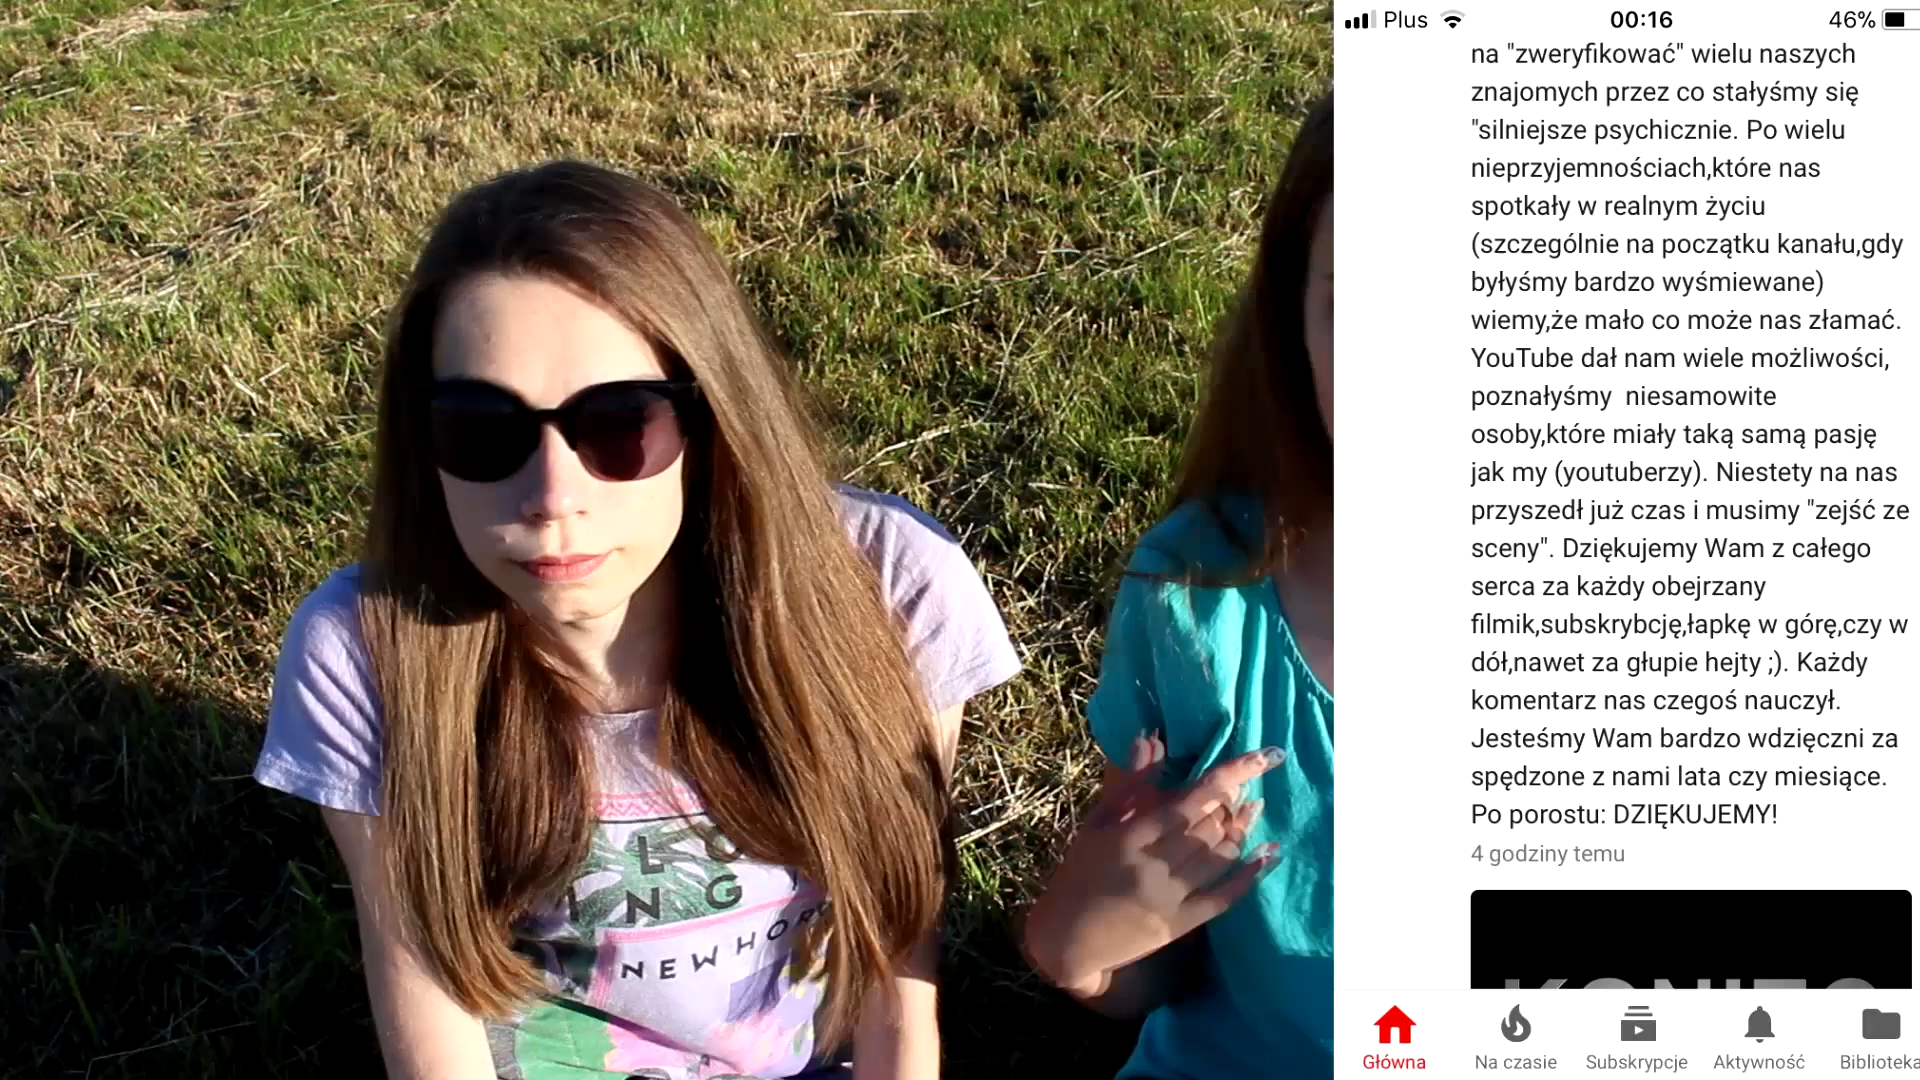 Plus
00:16
46%
na "zweryfikować" wielu naszych
znajomych przez co stałyśmy się
"silniejsze psychicznie. Po wielu
nieprzyjemnościach,które nas
spotkały w realnym życiu
(szczególnie na początku kanału,gdy
byłyśmy bardzo wyśmiewane)
wiemy,że mało co może nas złamać.
YouTube dał nam wiele możliwości,
poznałyśmy  niesamowite
osoby,które miały taką samą pasję
jak my (youtuberzy). Niestety na nas
przyszedł już czas i musimy "zejść ze
sceny". Dziękujemy Wam z całego
serca za każdy obejrzany
filmik,subskrybcję,łapkę w górę,czy w
dół,nawet za głupie hejty ;). Każdy
komentarz nas czegoś nauczył.
Jesteśmy Wam bardzo wdzięczni za
spędzone z nami lata czy miesiące.
Po porostu: DZIĘKUJEMY!
4 godziny temu
KONIEC
Główna
Na czasie
Subskrypcje
Aktywność
Biblioteka
NEW HOR